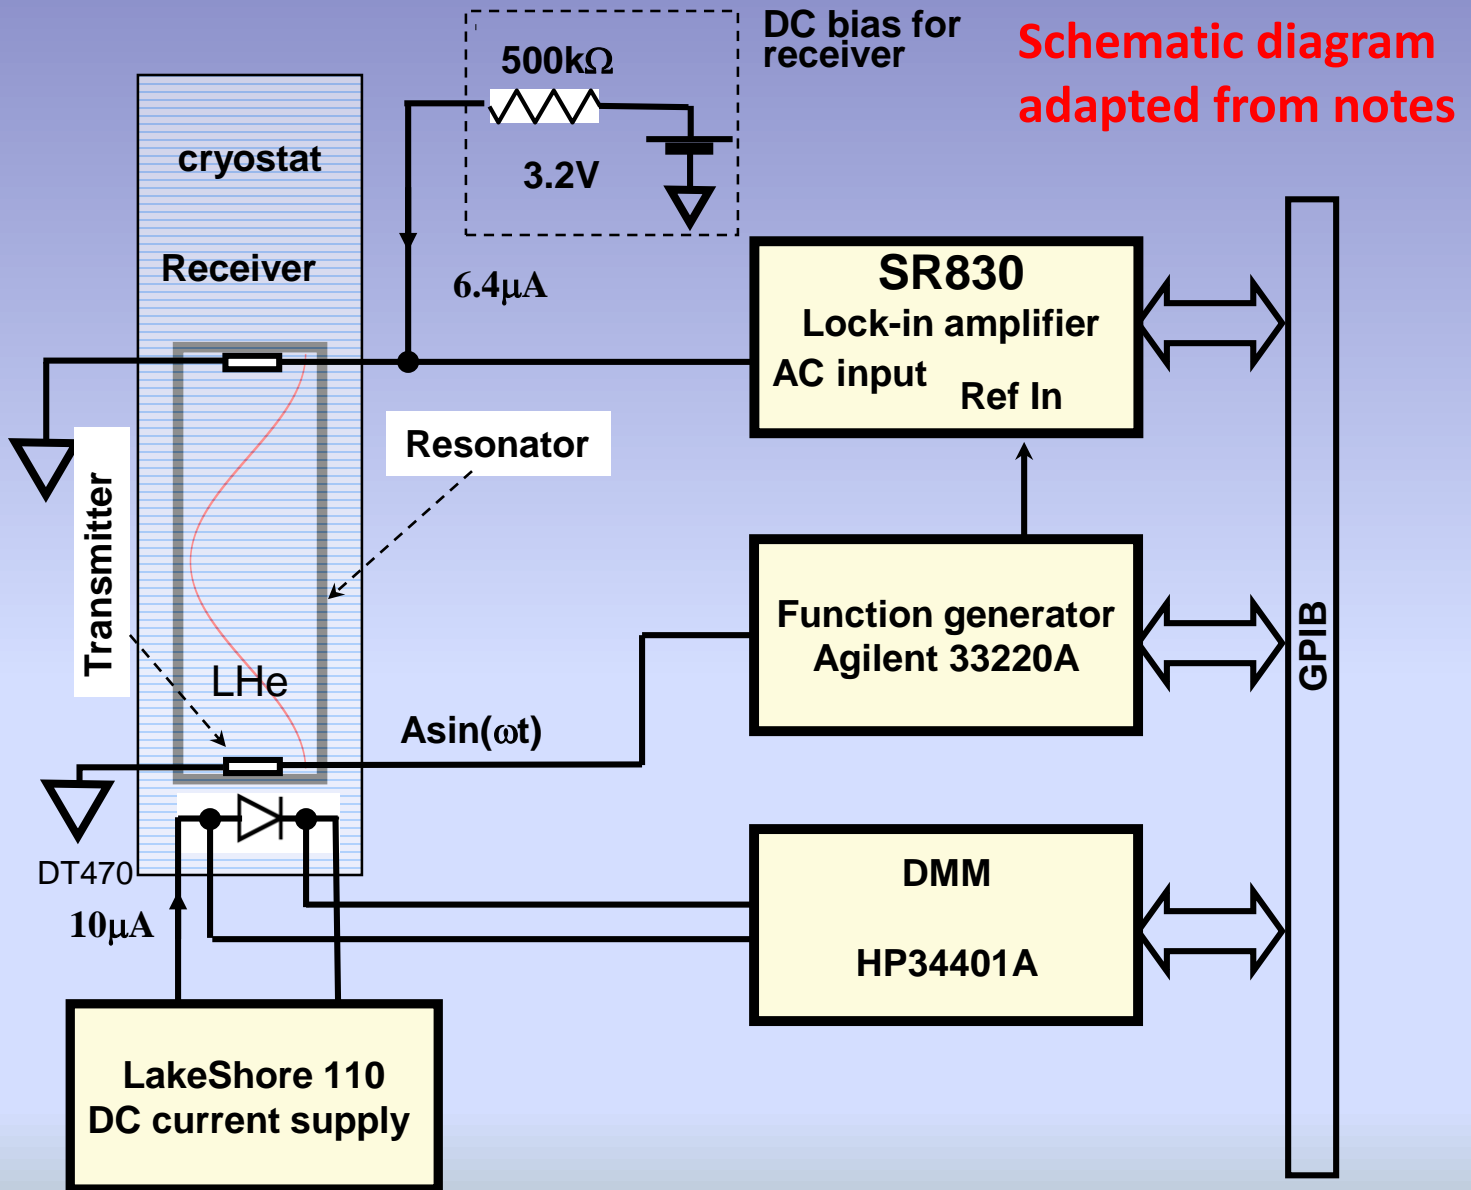 DC bias for
receiver
Schematic diagram
adapted from notes
500kΩ
3.2V
cryostat
Receiver
6.4μA
SR830
Lock-in amplifier
AC input
Ref In
Resonator
Transmitter
LHe
Function generator
Agilent 33220A
GPIB
Asin(ωt)
DT470
10μA
DMM
HP34401A
LakeShore 110
DC current supply